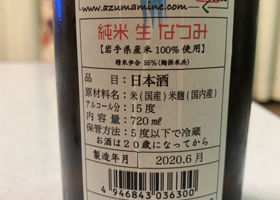 www.azumamine.com
純米 生 なつみ
【岩手県産米100%使用】
精米歩合 55% (麹掛米共)
品目：日本酒
原材料名：米(国産)米麹(国内産)
アルコール分：15度
内容量：720㎖
保管方法：5度以下で冷蔵
お酒は20歳になってから
製造年月 2020.6月
4 946843 036300